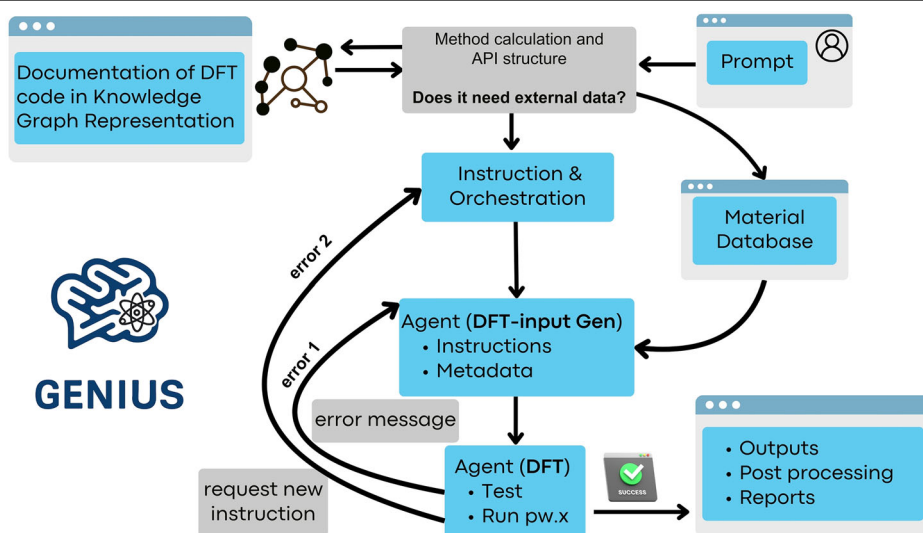 Documentation of DFT
code in Knowledge
Graph Representation
Method calculation and
API structure
Does it need external data?
Prompt
Instruction &
Orchestration
Material
Database
error 2
error 1
Agent (DFT-input Gen)
• Instructions
• Metadata
GENIUS
error message
request new
instruction
Agent (DFT)
• Test
• Run pw.x
SUCCESS
• Outputs
• Post processing
• Reports